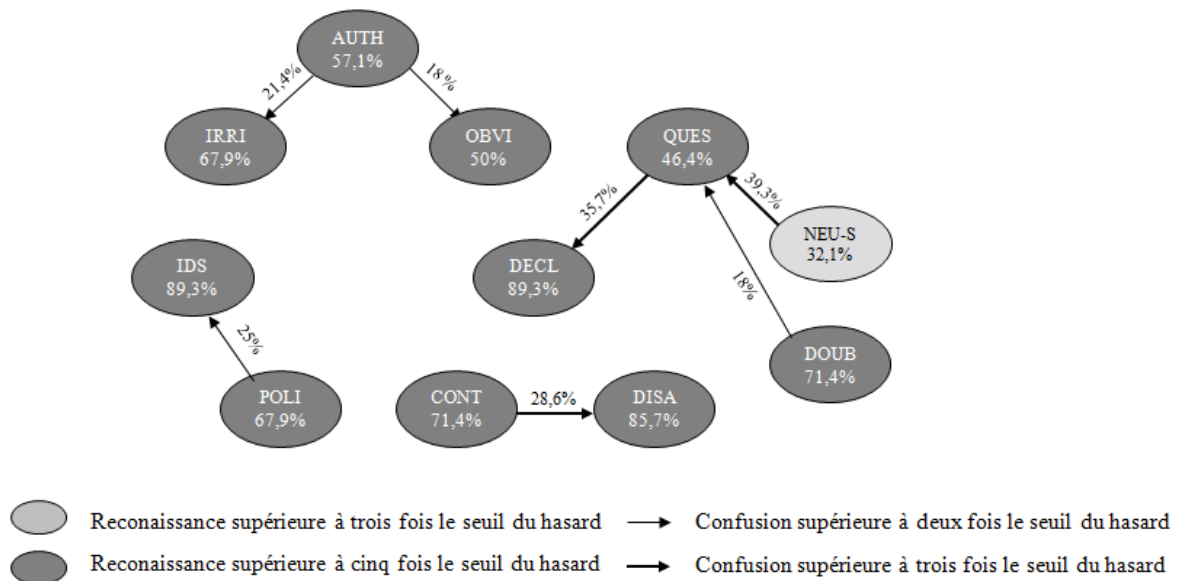 AUTH
57,1%
21,4%
18%
IRRI
67,9%
OBVI
50%
QUES
46,4%
39,3%
35,7%
NEU-S
32,1%
IDS
89,3%
DECL
89,3%
18%
25%
DOUB
71,4%
POLI
67,9%
CONT
71,4%
28,6%
DISA
85,7%
Reconaissance supérieure à trois fois le seuil du hasard
Confusion supérieure à deux fois le seuil du hasard
Reconaissance supérieure à cinq fois le seuil du hasard
Confusion supérieure à trois fois le seuil du hasard